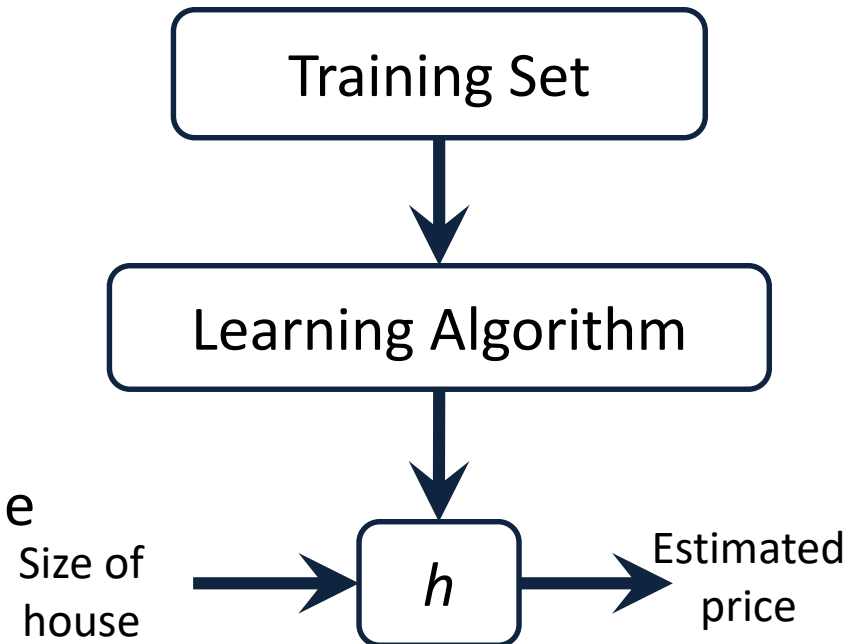 Training Set
Learning Algorithm
e
Size of
house
h
Estimated
price